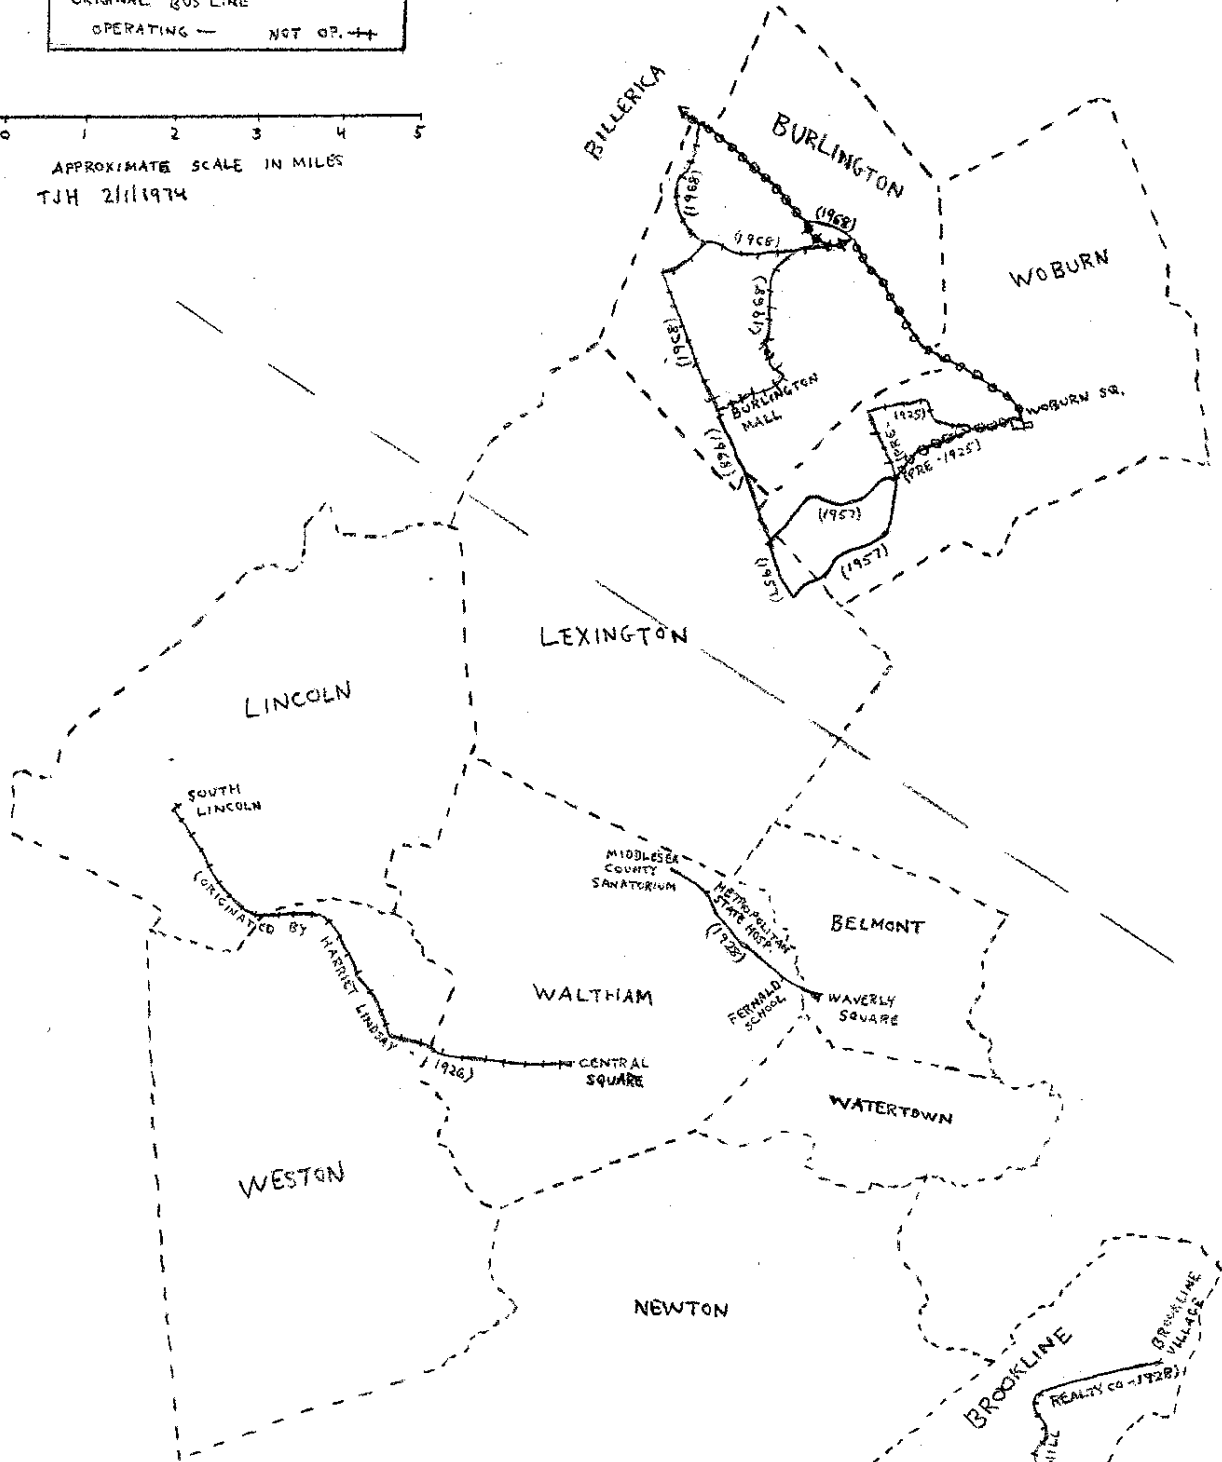 ORIGINAL BUS LINE
OPERATING — NOT OP.
0 1 2 3 4 5
APPROXIMATE SCALE IN MILES
TJH 2/1/1974
BILLERICA
BURLINGTON
WOBURN
(1968)
(1968)
(1968)
(1968)
(1958)
BURLINGTON
MALL
(1968)
WOBURN SQ.
(PRE-1925)
(PRE-1925)
(1957)
(1957)
(1957)
LEXINGTON
LINCOLN
SOUTH
LINCOLN
(ORIGINATED BY HARRIET LINDSAY 1926)
MIDDLESEX
COUNTY
SANATORIUM
METROPOLITAN
STATE HOSP.
(1928)
FERNALD
SCHOOL
WAVERLY
SQUARE
BELMONT
WALTHAM
CENTRAL
SQUARE
WATERTOWN
WESTON
NEWTON
BROOKLINE
BROOKLINE
VILLAGE
REALTY CO-1928)
HILL